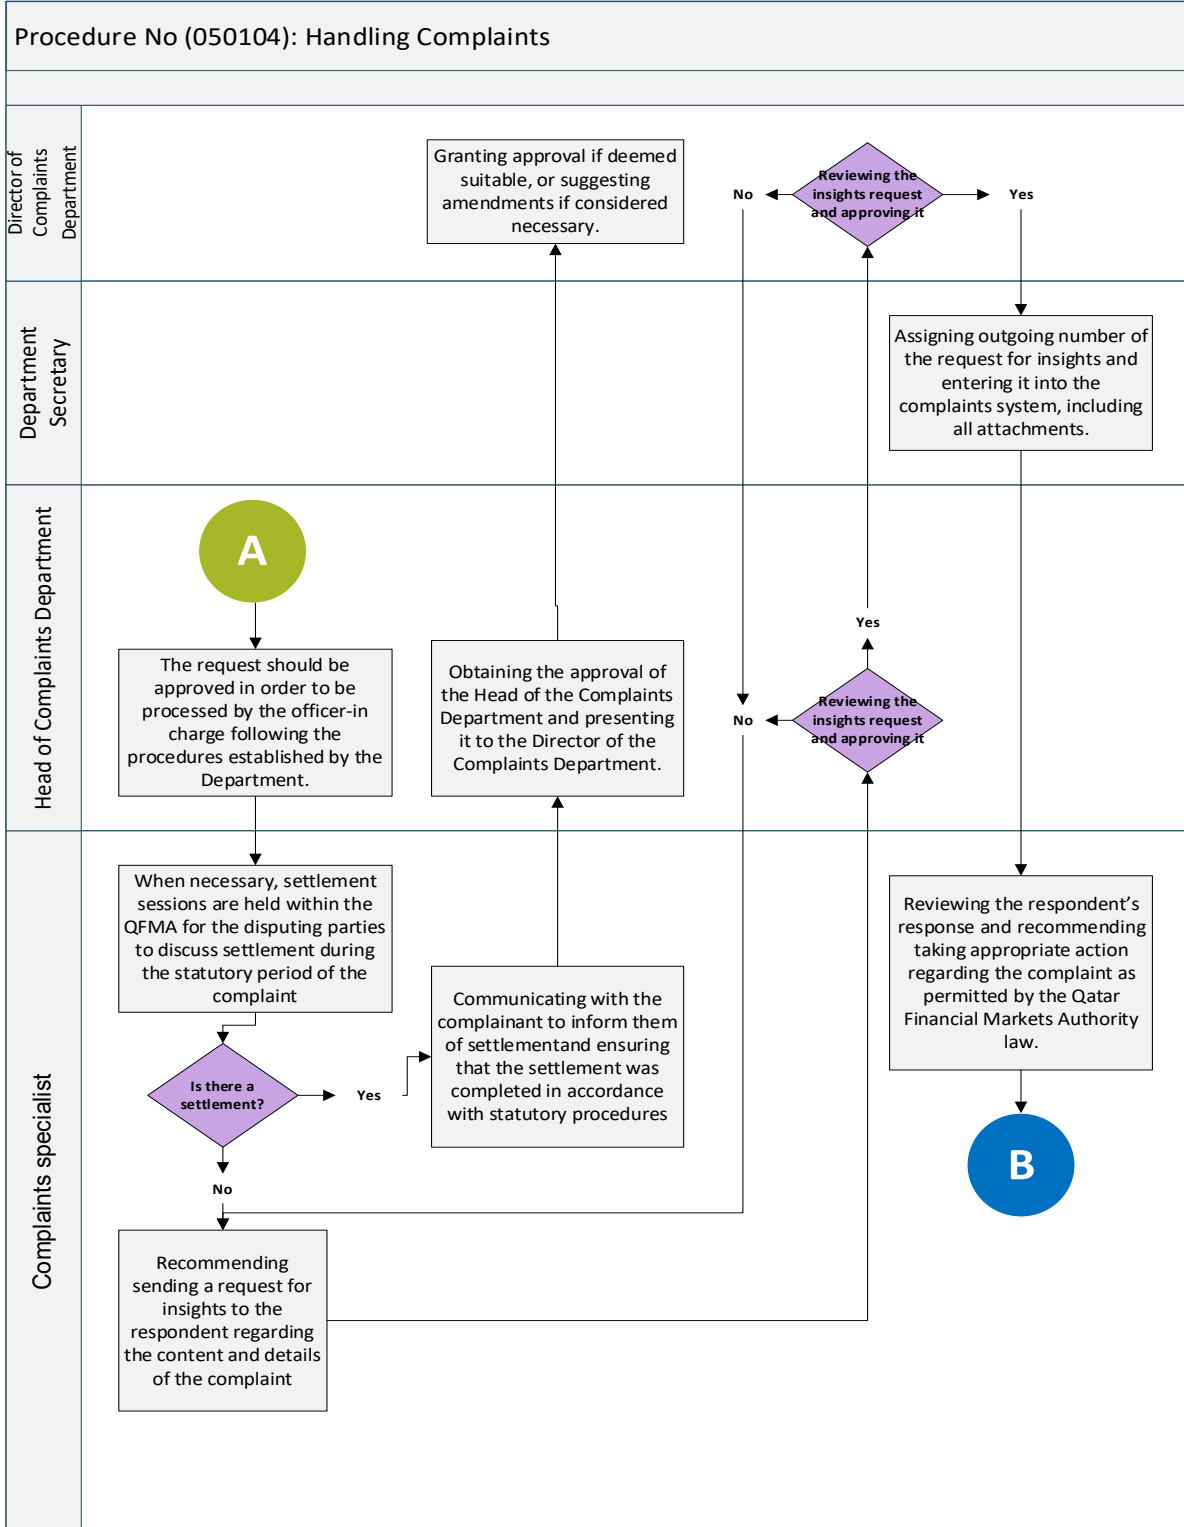 Procedure No (050104): Handling Complaints
Director of
Complaints
Department
Granting approval if deemed
suitable, or suggesting
amendments if considered
necessary.
No
Reviewing the
insights request
and approving it
Yes
Department
Secretary
Assigning outgoing number of
the request for insights and
entering it into the
complaints system, including
all attachments.
Head of Complaints Department
A
The request should be
approved in order to be
processed by the officer-in
charge following the
procedures established by the
Department.
Obtaining the approval of
the Head of the Complaints
Department and presenting
it to the Director of the
Complaints Department.
Yes
No
Reviewing the
insights request
and approving it
Complaints specialist
When necessary, settlement
sessions are held within the
QFMA for the disputing parties
to discuss settlement during
the statutory period of the
complaint
Is there a
settlement?
Yes
Communicating with the
complainant to inform them
of settlementand ensuring
that the settlement was
completed in accordance
with statutory procedures
No
Recommending
sending a request for
insights to the
respondent regarding
the content and details
of the complaint
Reviewing the respondent’s
response and recommending
taking appropriate action
regarding the complaint as
permitted by the Qatar
Financial Markets Authority
law.
B